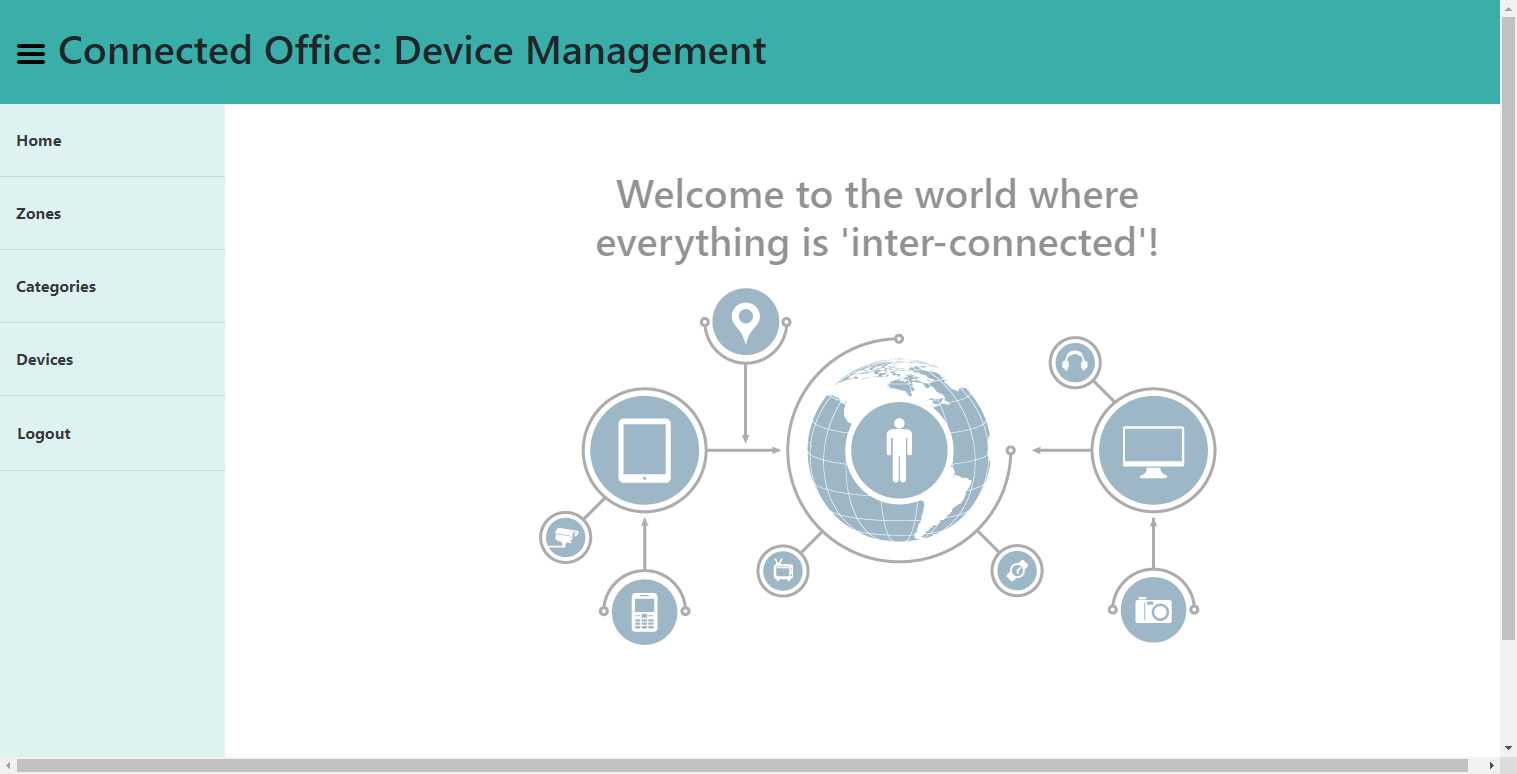 Connected Office: Device Management
Home
Zones
Categories
Devices
Logout
Welcome to the world where
everything is 'inter-connected'!